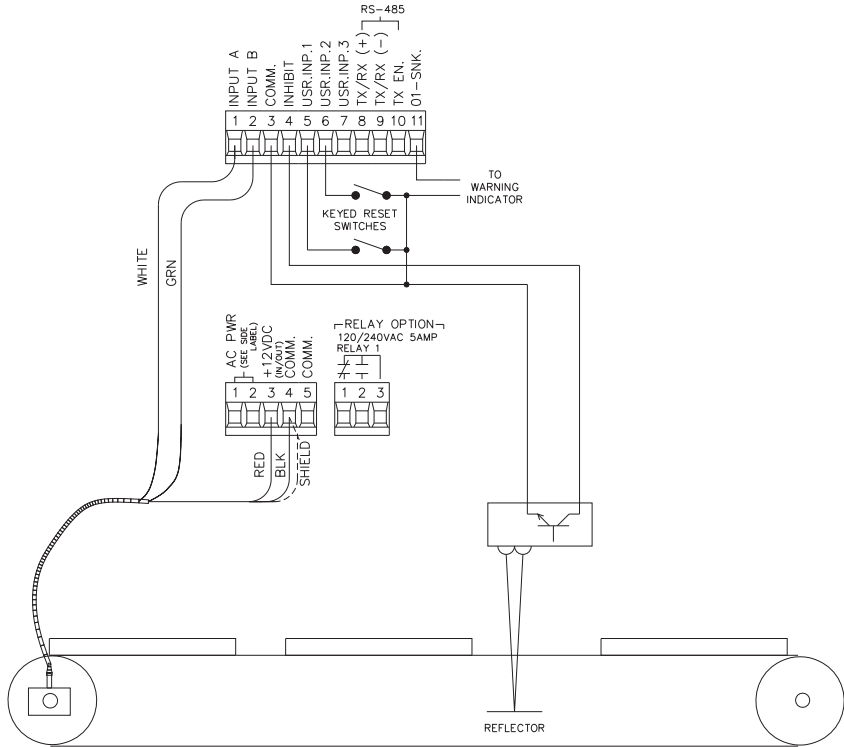 RS-485
INPUT A
INPUT B
COMM.
INHIBIT
USR.INP.1
USR.INP.2
USR.INP.3
TX/RX (+)
TX/RX (-)
TX EN.
O1-SNK.
1 2 3 4 5 6 7 8 9 10 11
TO
WARNING
INDICATOR
KEYED RESET
SWITCHES
WHITE
GRN
AC PWR
(SEE SIDE
LABEL)
+12VDC
(IN/OUT)
COMM.
COMM.
1 2 3 4 5
RELAY OPTION
120/240VAC 5AMP
RELAY 1
1 2 3
RED
BLK
SHIELD
REFLECTOR